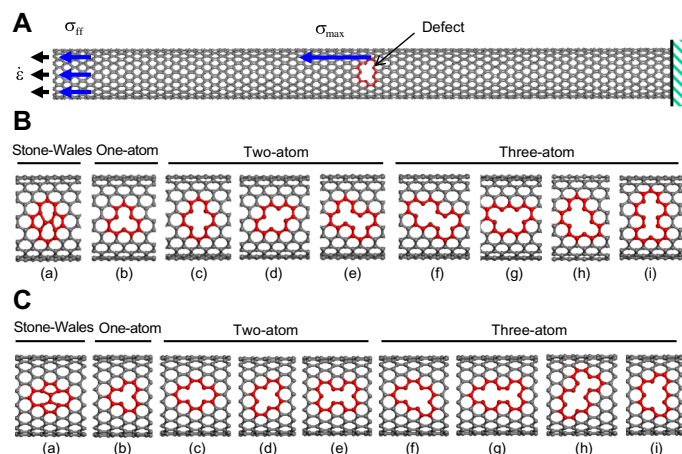 A
σff
σmax
Defect
ε̇
B
Stone-Wales One-atom Two-atom Three-atom
(a) (b) (c) (d) (e) (f) (g) (h) (i)
C
Stone-Wales One-atom Two-atom Three-atom
(a) (b) (c) (d) (e) (f) (g) (h) (i)